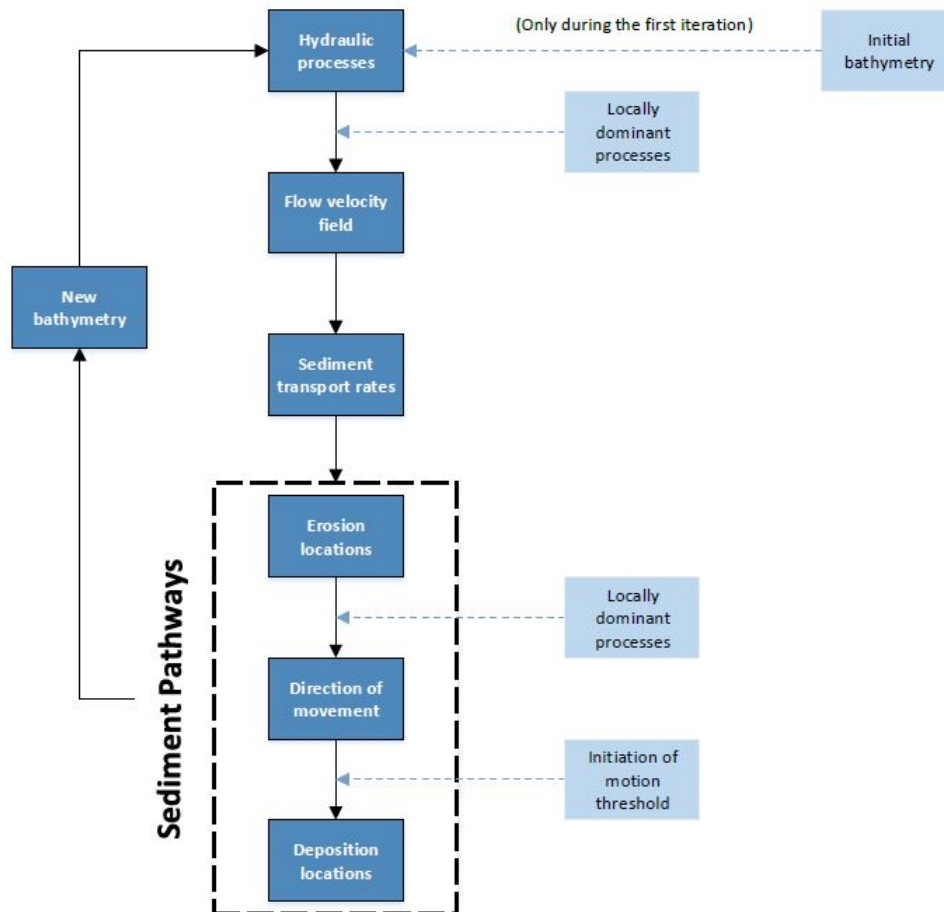 Hydraulic
processes
(Only during the first iteration)
Initial
bathymetry
Locally
dominant
processes
Flow velocity
field
New
bathymetry
Sediment
transport rates
Sediment Pathways
Erosion
locations
Locally
dominant
processes
Direction of
movement
Initiation of
motion
threshold
Deposition
locations